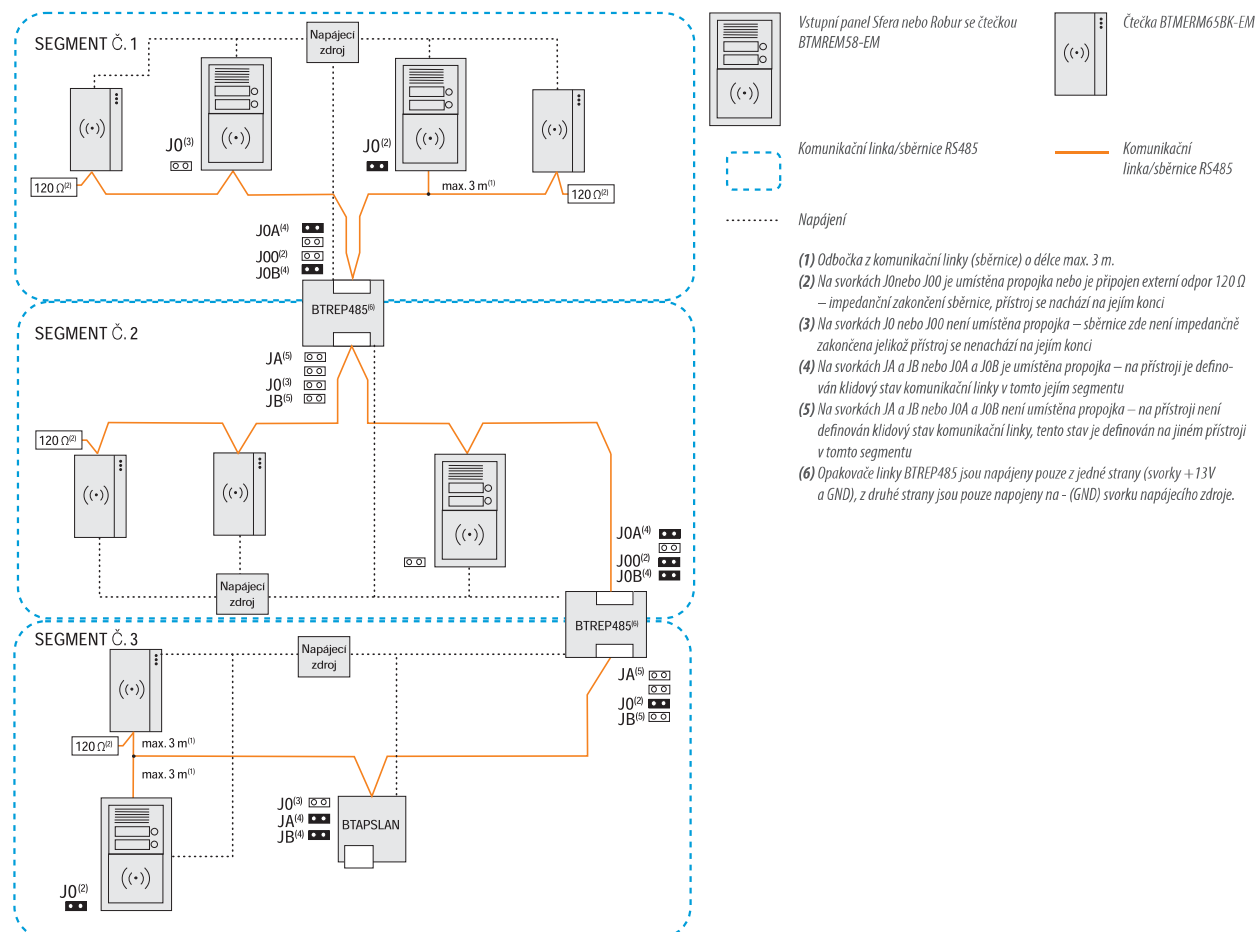 SEGMENT Č. 1
Napájecí
zdroj
J0(3)
J0(2)
120 Ω(2)
max. 3 m(1)
120 Ω(2)
J0A(4)
J00(2)
J0B(4)
BTREP485(6)
SEGMENT Č. 2
JA(5)
J0(3)
JB(5)
120 Ω(2)
Napájecí
zdroj
J0A(4)
J00(2)
J0B(4)
BTREP485(6)
SEGMENT Č. 3
Napájecí
zdroj
JA(5)
J0(2)
JB(5)
120 Ω(2)
max. 3 m(1)
max. 3 m(1)
J0(3)
JA(4)
JB(4)
BTAPSLAN
J0(2)
Vstupní panel Sfera nebo Robur se čtečkou
BTMREM58-EM
Čtečka BTMERM65BK-EM
Komunikační linka/sběrnice RS485
Komunikační
linka/sběrnice RS485
Napájení
(1) Odbočka z komunikační linky (sběrnice) o délce max. 3 m.
(2) Na svorkách J0nebo J00 je umístěna propojka nebo je připojen externí odpor 120 Ω
– impedanční zakončení sběrnice, přístroj se nachází na jejím konci
(3) Na svorkách J0 nebo J00 není umístěna propojka – sběrnice zde není impedančně
zakončena jelikož přístroj se nenachází na jejím konci
(4) Na svorkách JA a JB nebo J0A a J0B je umístěna propojka – na přístroji je defino-
ván klidový stav komunikační linky v tomto jejím segmentu
(5) Na svorkách JA a JB nebo J0A a J0B není umístěna propojka – na přístroji není
definován klidový stav komunikační linky, tento stav je definován na jiném přístroji
v tomto segmentu
(6) Opakovače linky BTREP485 jsou napájeny pouze z jedné strany (svorky +13V
a GND), z druhé strany jsou pouze napojeny na - (GND) svorku napájecího zdroje.